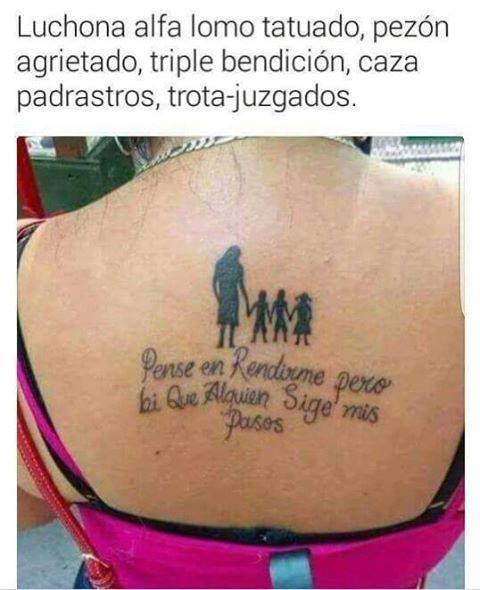 Luchona alfa lomo tatuado, pezón
agrietado, triple bendición, caza
padrastros, trota-juzgados.
Pense en Rendirme pero
bi Que Alguien Sige mis
Pasos